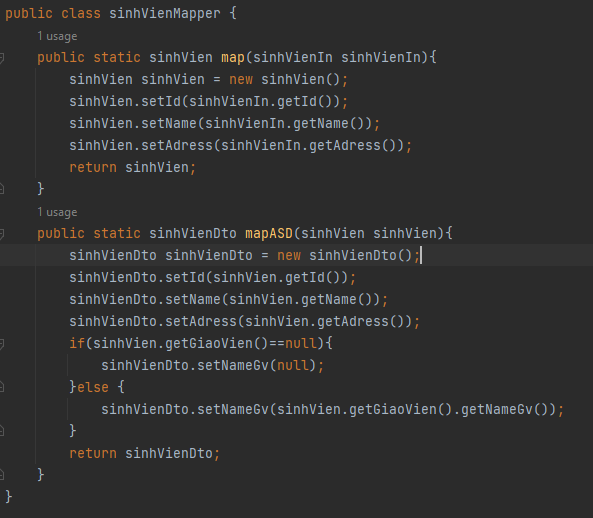 public class sinhVienMapper {
1 usage
public static sinhVien map(sinhVienIn sinhVienIn){
sinhVien sinhVien = new sinhVien();
sinhVien.setId(sinhVienIn.getId());
sinhVien.setName(sinhVienIn.getName());
sinhVien.setAdress(sinhVienIn.getAdress());
return sinhVien;
}
1 usage
public static sinhVienDto mapASD(sinhVien sinhVien){
sinhVienDto sinhVienDto = new sinhVienDto();
sinhVienDto.setId(sinhVien.getId());
sinhVienDto.setName(sinhVien.getName());
sinhVienDto.setAdress(sinhVien.getAdress());
if(sinhVien.getGiaoVien()==null){
sinhVienDto.setNameGv(null);
}else {
sinhVienDto.setNameGv(sinhVien.getGiaoVien().getNameGv());
}
return sinhVienDto;
}
}